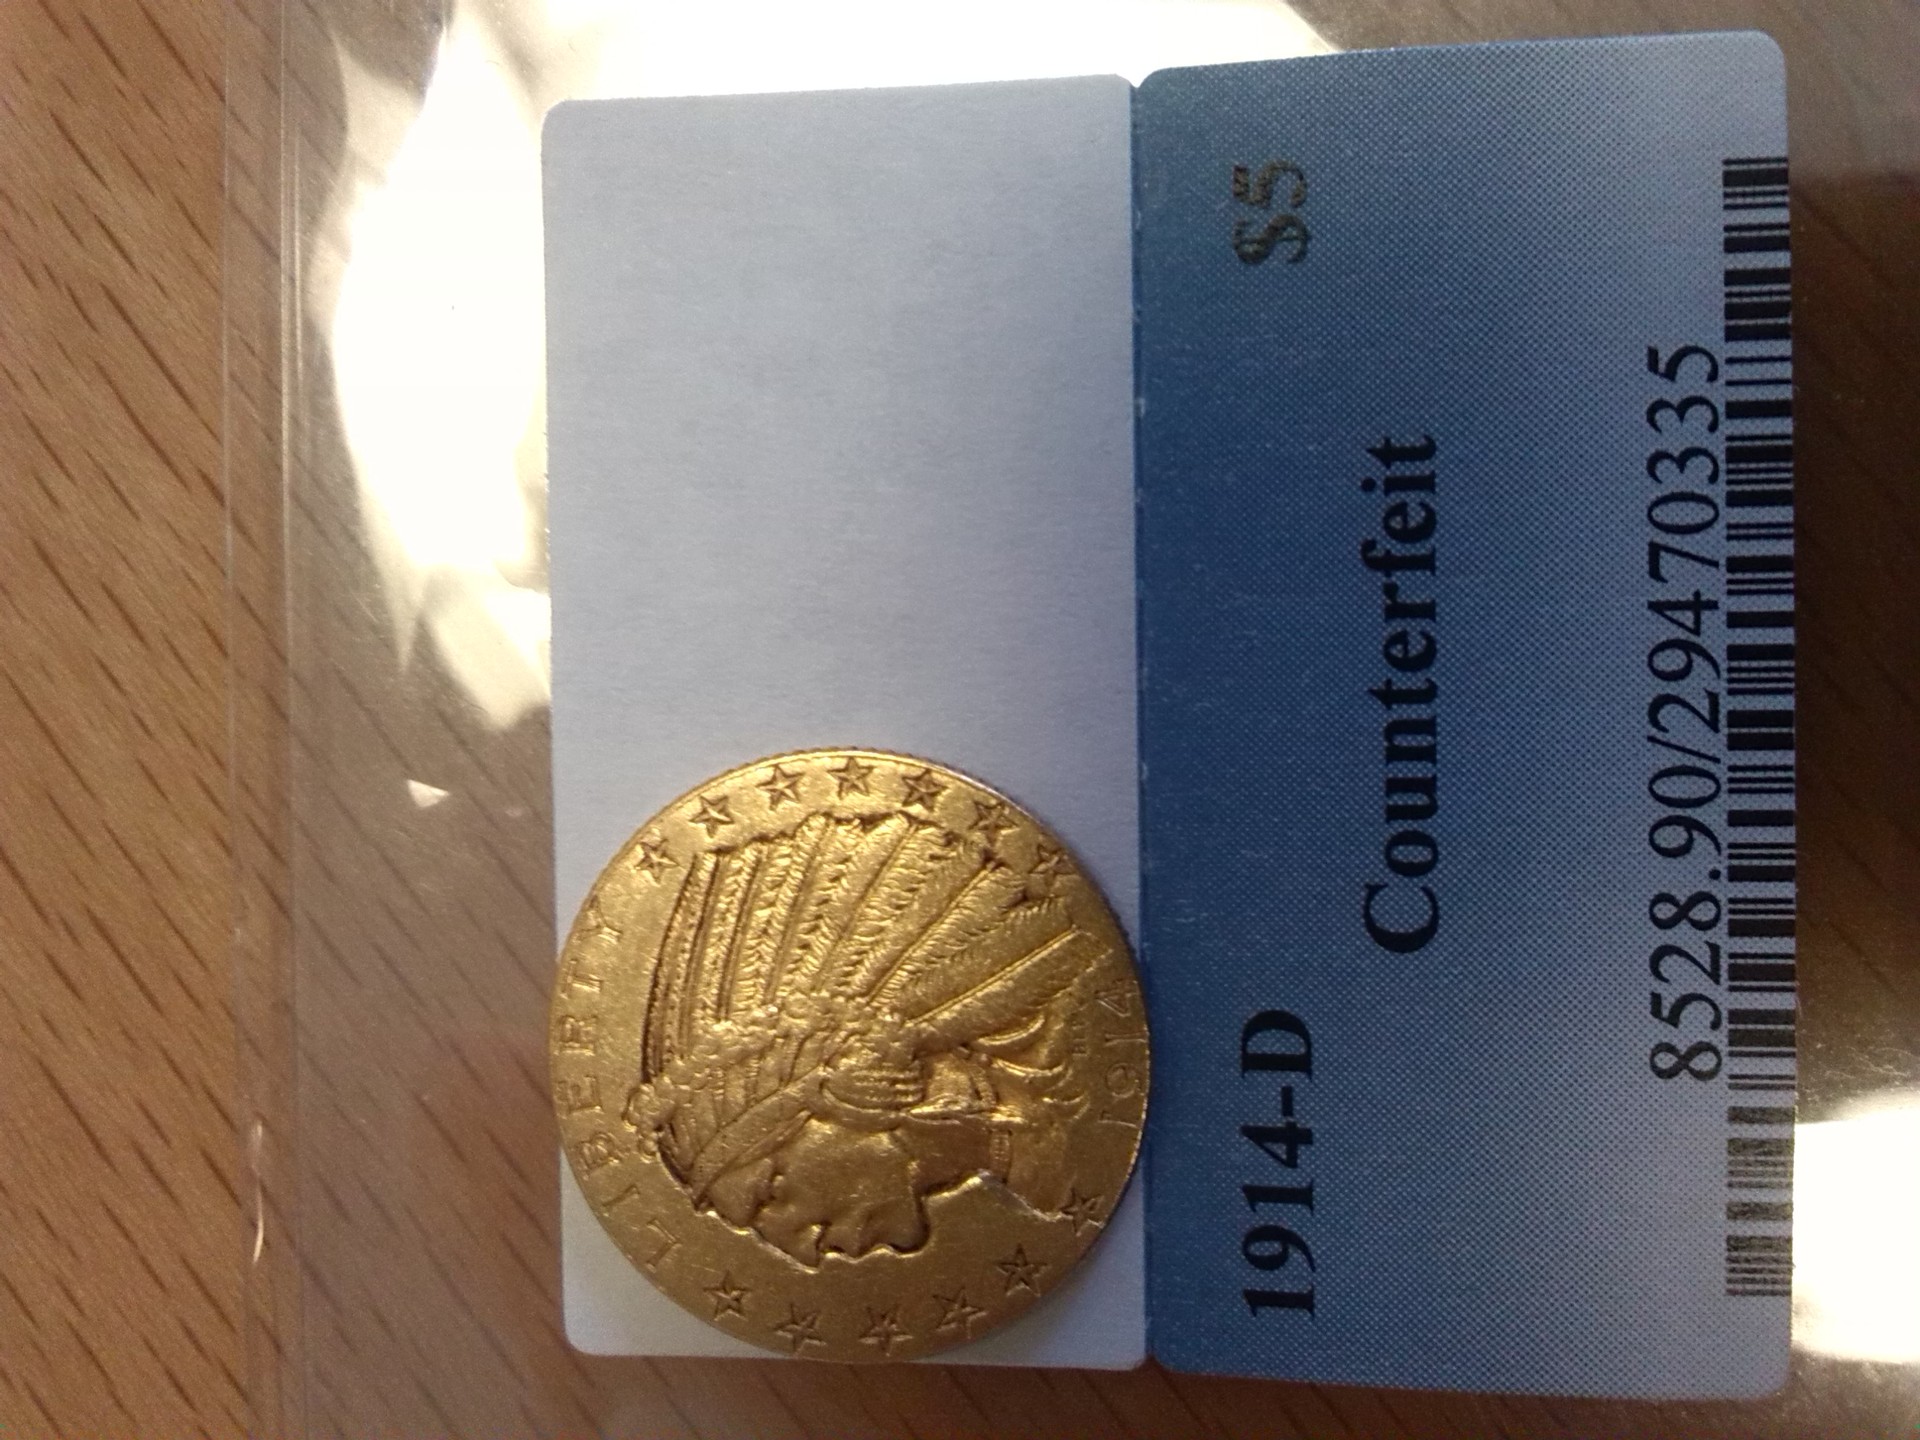 LIBERTY
1914
1914-D $5
Counterfeit
8528.90/29470335